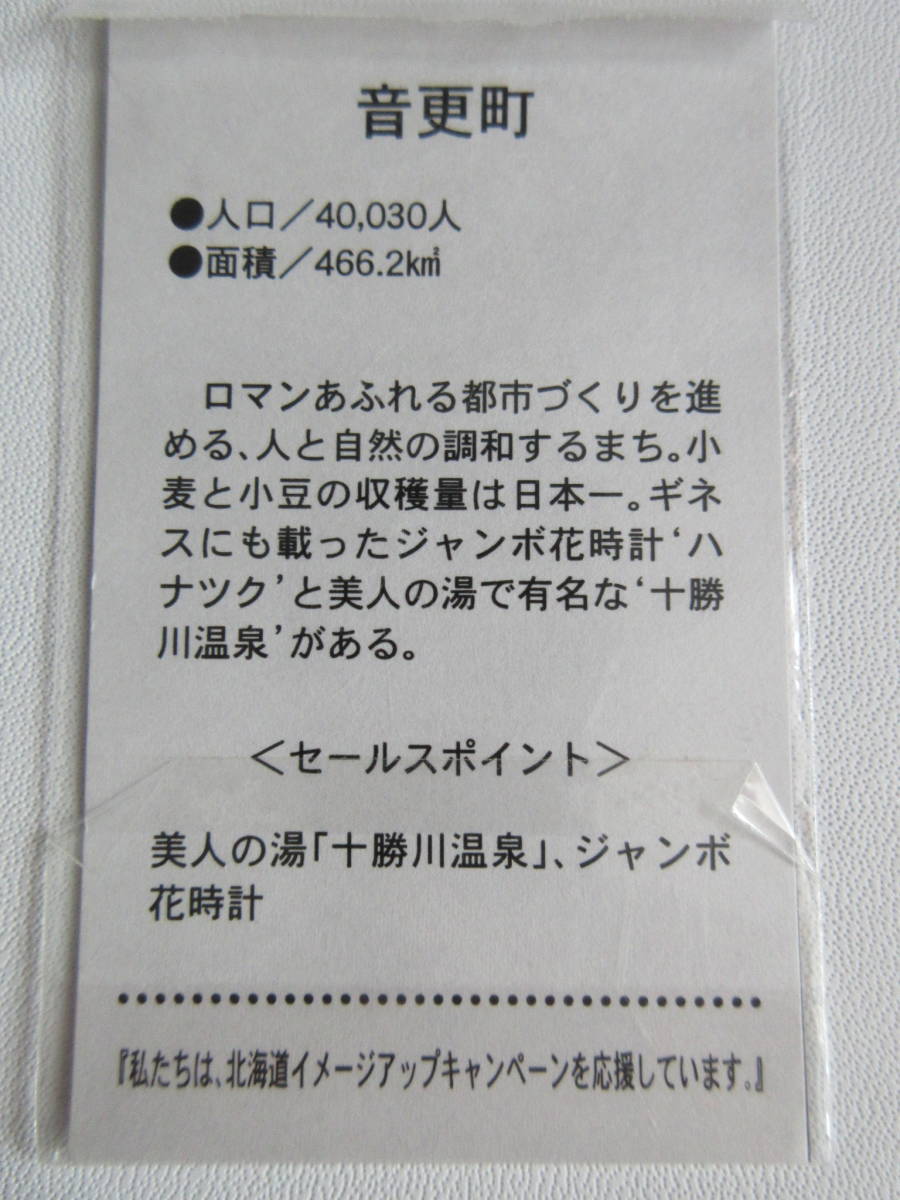 音更町
●人口／40,030人
●面積／466.2k㎡
ロマンあふれる都市づくりを進
める、人と自然の調和するまち。小
麦と小豆の収穫量は日本一。ギネ
スにも載ったジャンボ花時計‘ハ
ナツク’と美人の湯で有名な‘十勝
川温泉’がある。
＜セールスポイント＞
美人の湯「十勝川温泉」、ジャンボ
花時計
『私たちは、北海道イメージアップキャンペーンを応援しています。』